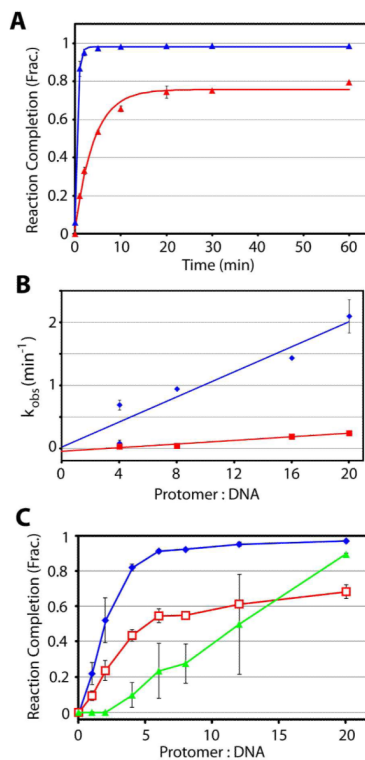 A
Reaction Completion (Frac.)
1
0.8
0.6
0.4
0.2
0
0 10 20 30 40 50 60
Time (min)
B
k_obs (min⁻¹)
2
1
0
0 4 8 12 16 20
Protomer : DNA
C
Reaction Completion (Frac.)
1
0.8
0.6
0.4
0.2
0
0 5 10 15 20
Protomer : DNA